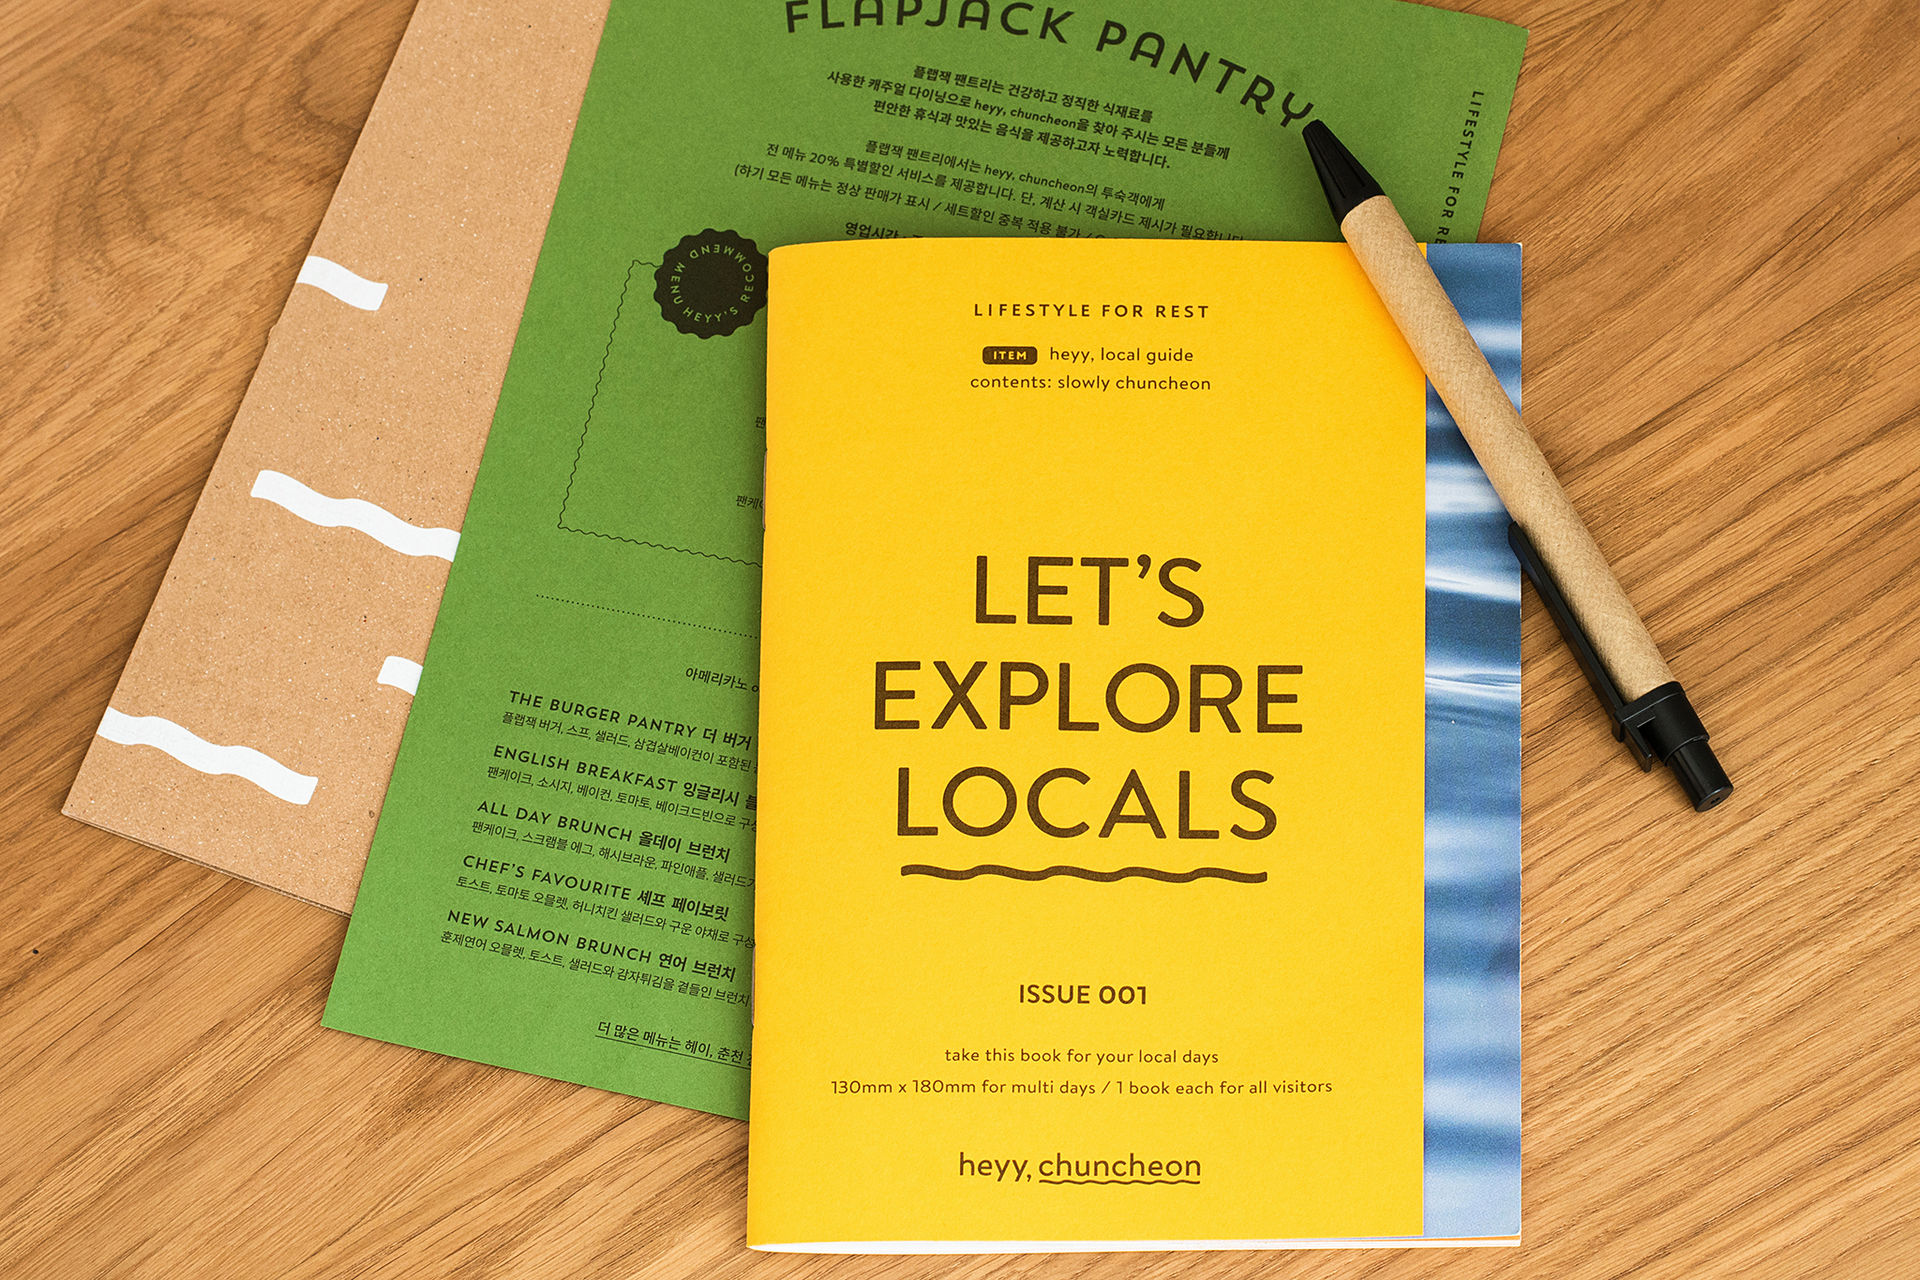 FLAPJACK PANTRY
플랩잭 팬트리는 건강하고 정직한 식재료를
사용한 캐주얼 다이닝으로 heyy, chuncheon을 찾아 주시는 모든 분들께
편안한 휴식과 맛있는 음식을 제공하고자 노력합니다.
플랩잭 팬트리에서는 heyy, chuncheon의 투숙객에게
전 메뉴 20% 특별할인 서비스를 제공합니다. 단, 계산 시 객실카드 제시가 필요합니다
(하기 모든 메뉴는 정상 판매가 표시 / 세트할인 중복 적용 불가 /
영업시간
LIFESTYLE FOR RE
HEYY'S RECOMMEND MENU
팬케
아메리카노
THE BURGER PANTRY 더 버거
플랩잭 버거, 스프, 샐러드, 삼겹살베이컨이 포함된
ENGLISH BREAKFAST 잉글리시
팬케이크, 소시지, 베이컨, 토마토, 베이크드빈으로 구성
ALL DAY BRUNCH 올데이 브런치
팬케이크, 스크램블 에그, 해시브라운, 파인애플, 샐러드
CHEF'S FAVOURITE 셰프 페이보릿
토스트, 토마토 오믈렛, 허니치킨 샐러드와 구운 야채로 구성
NEW SALMON BRUNCH 연어 브런치
훈제연어 오믈렛, 토스트, 샐러드와 감자튀김을 곁들인 브런치
더 많은 메뉴는 헤이, 춘천
LIFESTYLE FOR REST
ITEM heyy, local guide
contents: slowly chuncheon
LET'S
EXPLORE
LOCALS
ISSUE 001
take this book for your local days
130mm x 180mm for multi days / 1 book each for all visitors
heyy, chuncheon